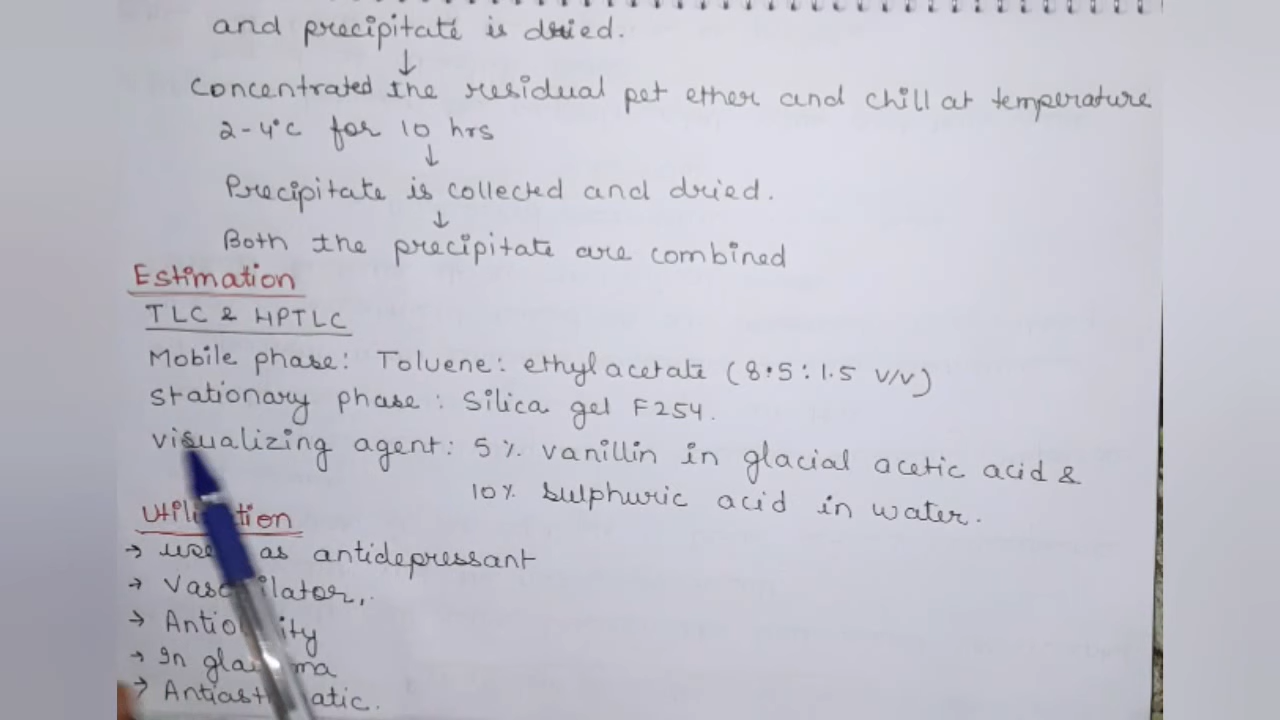 and precipitate is dried.
↓
Concentrated the residual pet ether and chill at temperature
2-4°C for 10 hrs
↓
Precipitate is collected and dried.
↓
Both the precipitate are combined
Estimation
TLC & HPTLC
Mobile phase: Toluene: ethylacetate (8.5:1.5 v/v)
Stationary phase: Silica gel F254.
visualizing agent: 5% vanillin in glacial acetic acid &
10% Sulphuric acid in water.
Utilization
→ as antidepressant
→
→
→ In
→